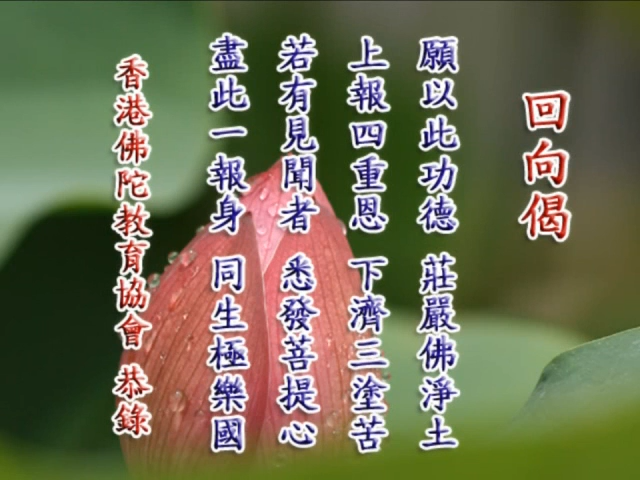 回向偈
願以此功德 莊嚴佛淨土
上報四重恩 下濟三塗苦
若有見聞者 悉發菩提心
盡此一報身 同生極樂國
香港佛陀教育協會 恭錄